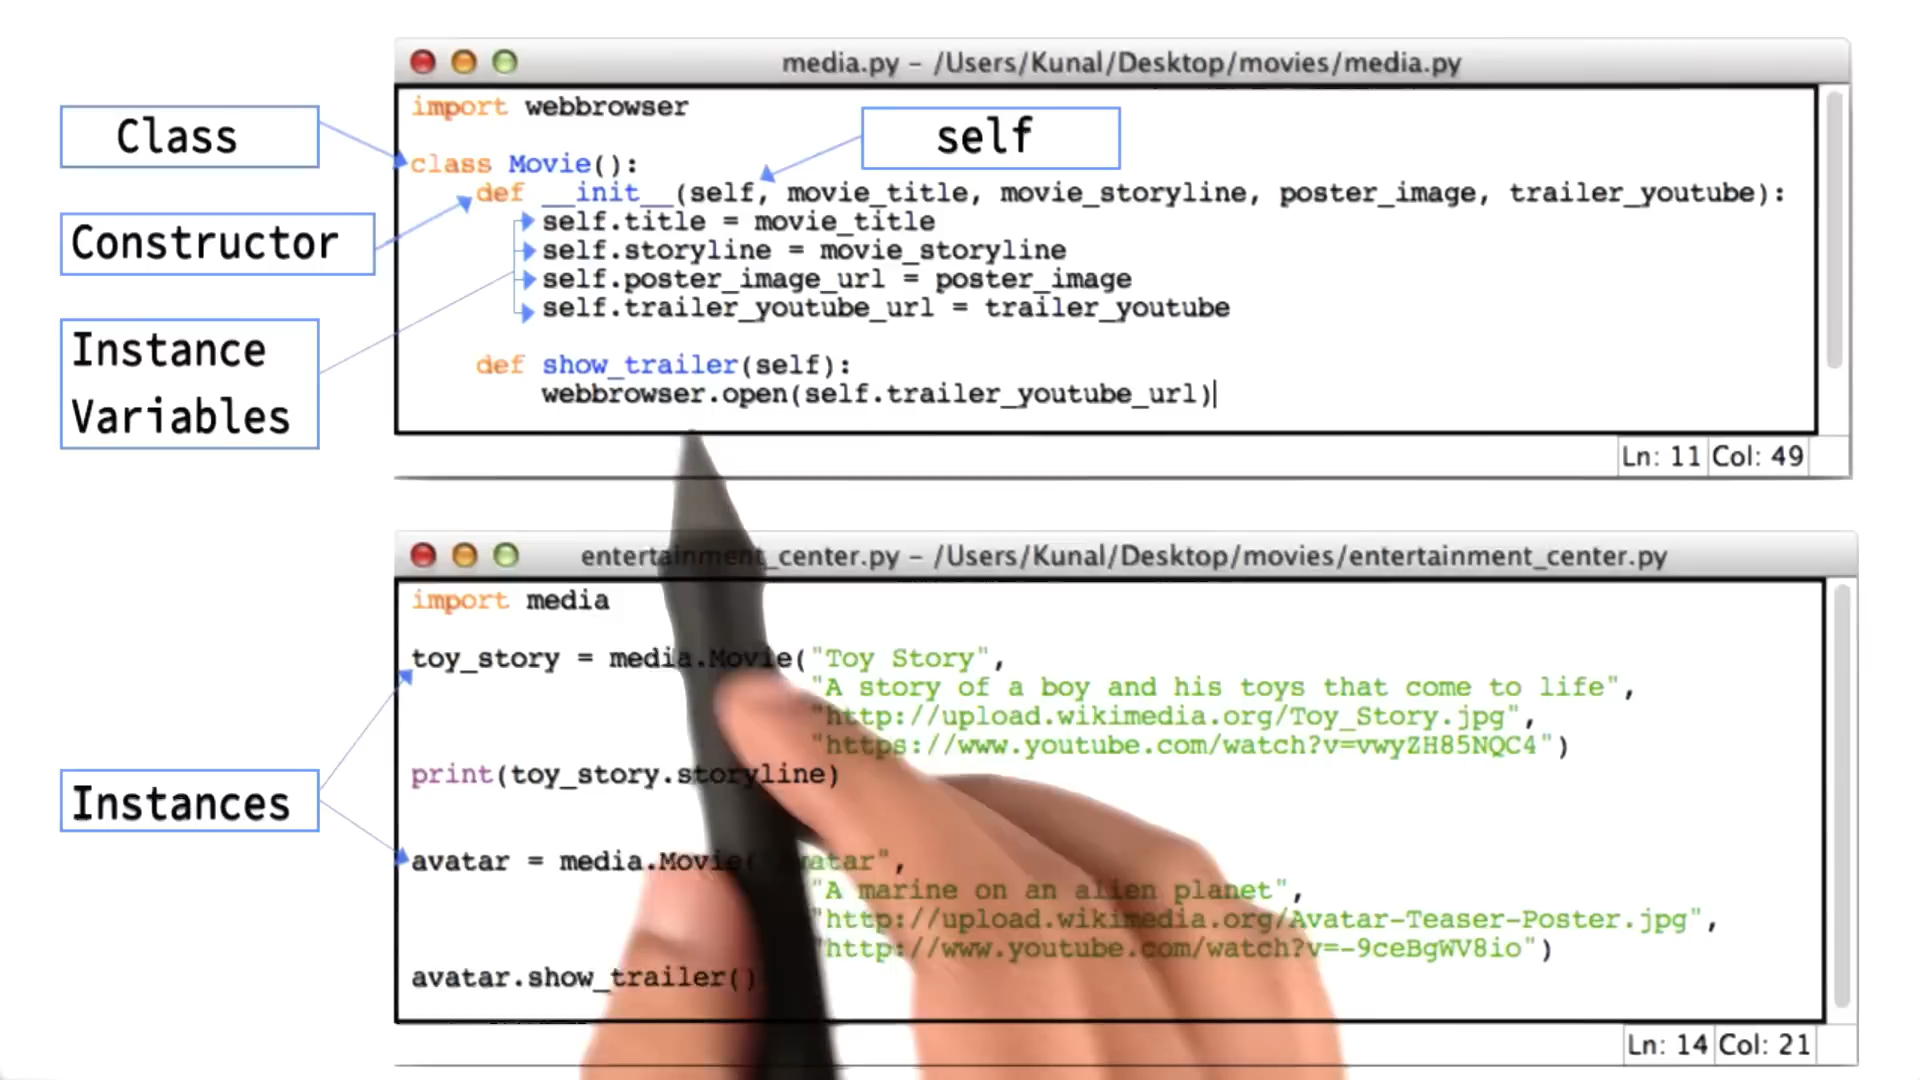 media.py – /Users/Kunal/Desktop/movies/media.py
import webbrowser
Class
self
class Movie():
def __init__(self, movie_title, movie_storyline, poster_image, trailer_youtube):
Constructor
self.title = movie_title
self.storyline = movie_storyline
self.poster_image_url = poster_image
self.trailer_youtube_url = trailer_youtube
Instance
Variables
def show_trailer(self):
webbrowser.open(self.trailer_youtube_url)
Ln: 11 Col: 49
entertainment_center.py – /Users/Kunal/Desktop/movies/entertainment_center.py
import media
toy_story = media.Movie("Toy Story",
"A story of a boy and his toys that come to life",
"http://upload.wikimedia.org/Toy_Story.jpg",
"https://www.youtube.com/watch?v=vwyZH85NQC4")
print(toy_story.storyline)
Instances
avatar = media.Movie("Avatar",
"A marine on an alien planet",
"http://upload.wikimedia.org/Avatar-Teaser-Poster.jpg",
"http://www.youtube.com/watch?v=-9ceBgWV8io")
avatar.show_trailer()
Ln: 14 Col: 21